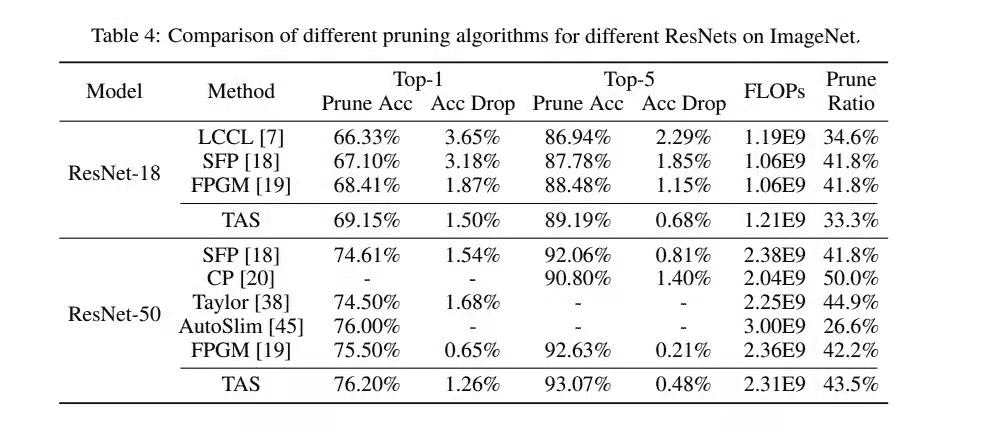 Table 4: Comparison of different pruning algorithms for different ResNets on ImageNet.
Model Method Top-1 Top-5 FLOPs Prune Ratio
Prune Acc Acc Drop Prune Acc Acc Drop
ResNet-18
LCCL [7] 66.33% 3.65% 86.94% 2.29% 1.19E9 34.6%
SFP [18] 67.10% 3.18% 87.78% 1.85% 1.06E9 41.8%
FPGM [19] 68.41% 1.87% 88.48% 1.15% 1.06E9 41.8%
TAS 69.15% 1.50% 89.19% 0.68% 1.21E9 33.3%
ResNet-50
SFP [18] 74.61% 1.54% 92.06% 0.81% 2.38E9 41.8%
CP [20] - - 90.80% 1.40% 2.04E9 50.0%
Taylor [38] 74.50% 1.68% - - 2.25E9 44.9%
AutoSlim [45] 76.00% - - - 3.00E9 26.6%
FPGM [19] 75.50% 0.65% 92.63% 0.21% 2.36E9 42.2%
TAS 76.20% 1.26% 93.07% 0.48% 2.31E9 43.5%